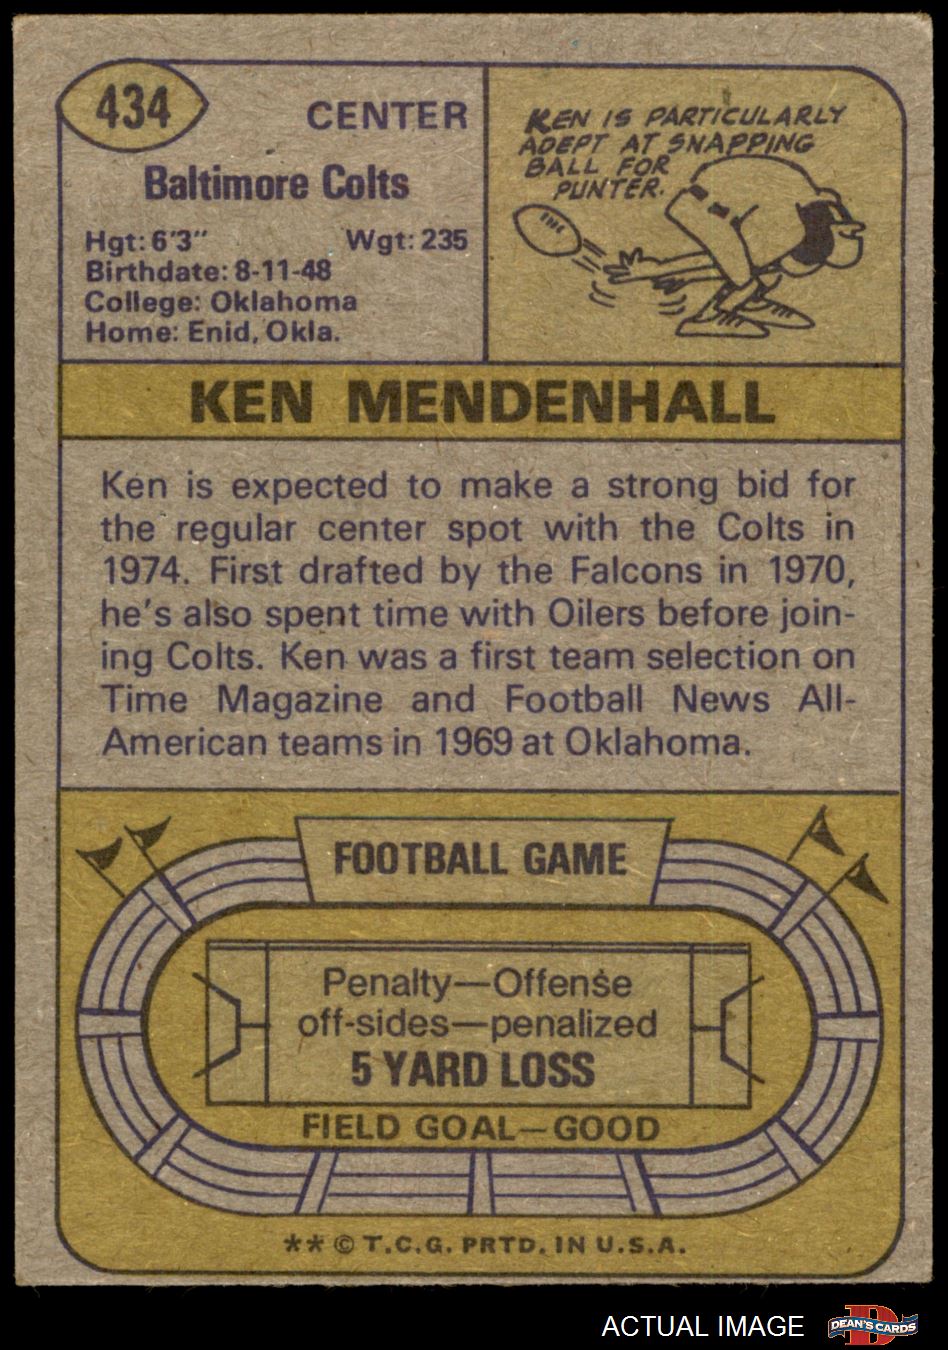 434
CENTER
Baltimore Colts
Hgt: 6'3" Wgt: 235
Birthdate: 8-11-48
College: Oklahoma
Home: Enid, Okla.
KEN IS PARTICULARLY
ADEPT AT SNAPPING
BALL FOR
PUNTER.
KEN MENDENHALL
Ken is expected to make a strong bid for
the regular center spot with the Colts in
1974. First drafted by the Falcons in 1970,
he's also spent time with Oilers before join-
ing Colts. Ken was a first team selection on
Time Magazine and Football News All-
American teams in 1969 at Oklahoma.
FOOTBALL GAME
Penalty—Offense
off-sides—penalized
5 YARD LOSS
FIELD GOAL—GOOD
** © T.C.G. PRTD. IN U.S.A.
ACTUAL IMAGE
D
DEAN'S CARDS